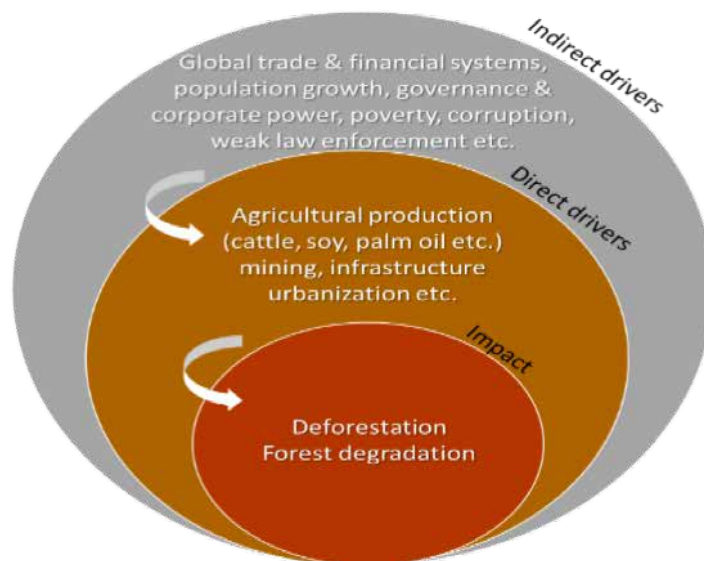 Indirect drivers
Global trade & financial systems,
population growth, governance &
corporate power, poverty, corruption,
weak law enforcement etc.
Direct drivers
Agricultural production
(cattle, soy, palm oil etc.)
mining, infrastructure
urbanization etc.
Impact
Deforestation
Forest degradation